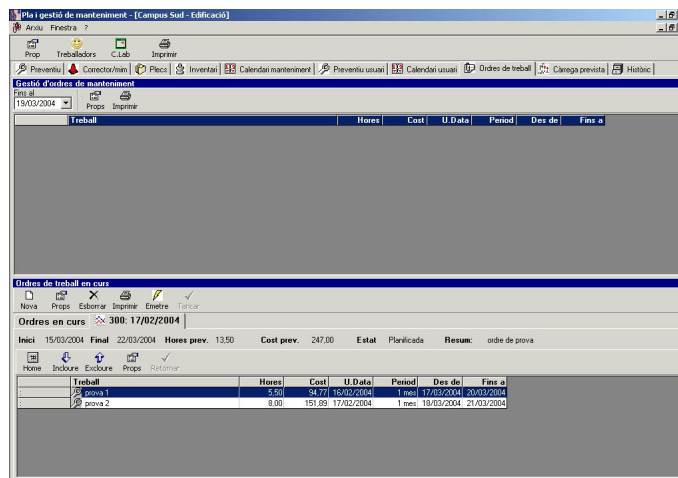 Pla i gestió de manteniment - [Campus Sud - Edificació]
Arxiu Finestra ?
Prop Treballadors C.Lab Imprimir
Preventiu Corrector/mim Plecs Inventari Calendari manteniment Preventiu usuari Calendari usuari Ordres de treball Càrrega prevista Històric
Gestió d'ordres de manteniment
Fins al
19/03/2004 Props Imprimir
Treball Hores Cost U.Data Període Des de Fins a
Ordres de treball en curs
Nova Props Esborrar Imprimir Emetre Tancar
Ordres en curs 300: 17/02/2004
Inici 15/03/2004 Final 22/03/2004 Hores prev. 13,50 Cost prev. 247,00 Estat Planificada Resum: ordre de prova
Home Incloure Excloure Props Retornar
Treball Hores Cost U.Data Període Des de Fins a
: prova 1 5,50 94,77 16/02/2004 1 mes 17/03/2004 20/03/2004
: prova 2 8,00 151,89 17/02/2004 1 mes 18/03/2004 21/03/2004